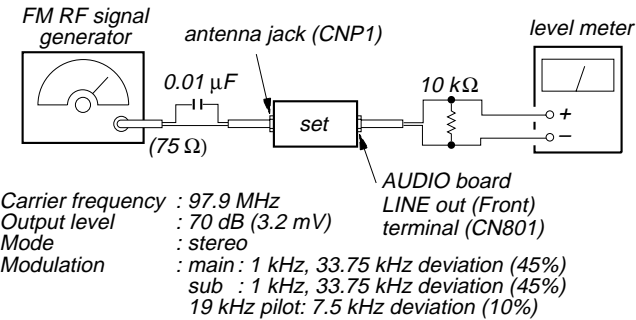 FM RF signal
generator
antenna jack (CNP1)
level meter
0.01 µF
10 kΩ
set
+
–
(75 Ω)
AUDIO board
LINE out (Front)
terminal (CN801)
Carrier frequency : 97.9 MHz
Output level : 70 dB (3.2 mV)
Mode : stereo
Modulation : main : 1 kHz, 33.75 kHz deviation (45%)
sub : 1 kHz, 33.75 kHz deviation (45%)
19 kHz pilot: 7.5 kHz deviation (10%)